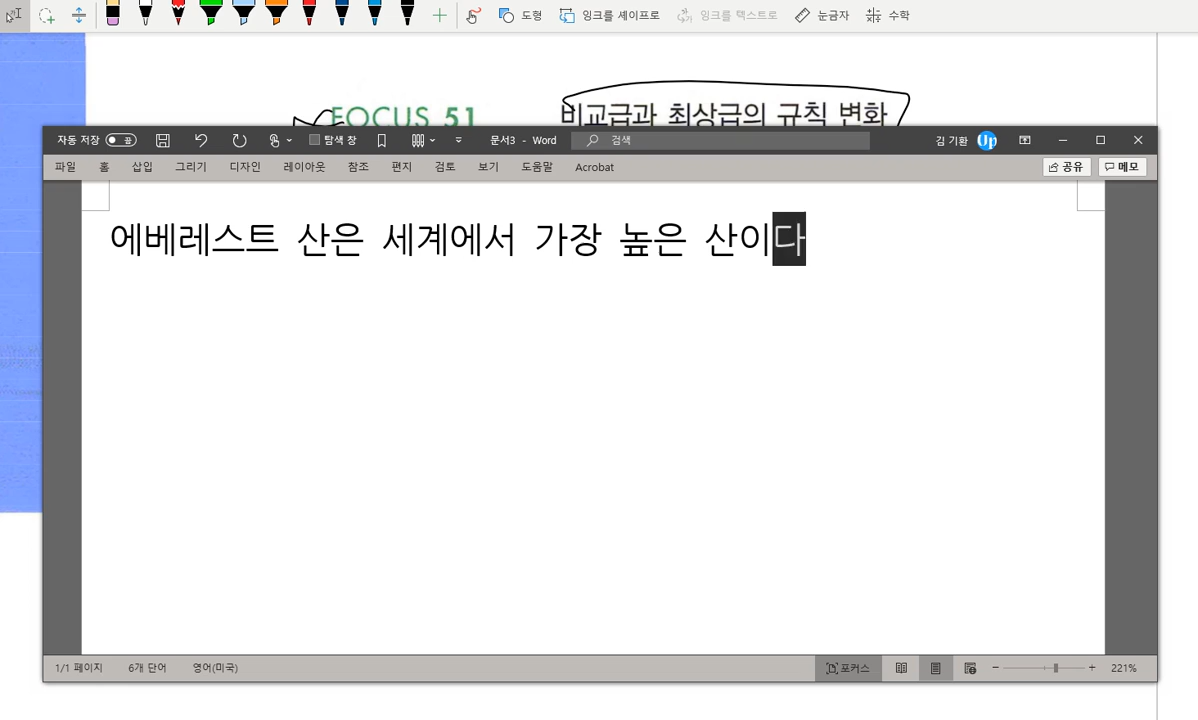 도형 잉크를 셰이프로 잉크를 텍스트로 눈금자 수학
FOCUS 51 비교급과 최상급의 규칙 변화
자동 저장 끔 탐색 창 문서3 - Word 검색 김 기환 Up
파일 홈 삽입 그리기 디자인 레이아웃 참조 편지 검토 보기 도움말 Acrobat 공유 메모
에베레스트 산은 세계에서 가장 높은 산이다
1/1 페이지 6개 단어 영어(미국) 포커스 221%